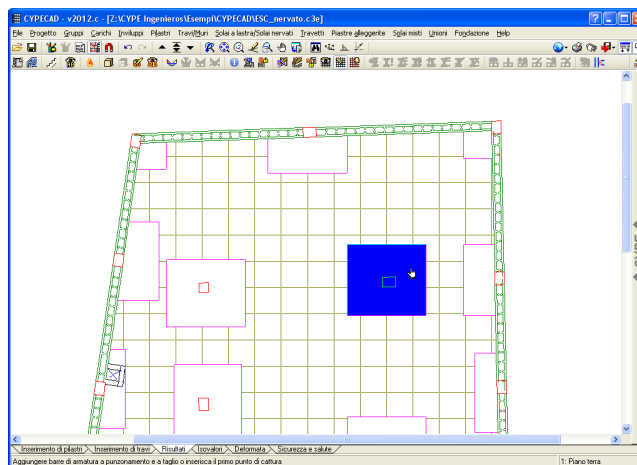 CYPECAD - v2012.c - [Z:\CYPE Ingenieros\Esempi\CYPECAD\ESC_nervato.c3e]
File Progetto Gruppi Carichi Inviluppi Pilastri Travi/Muri Solai a lastra/Solai nervati Travetti Piastre alleggerite Solai misti Unioni Fondazione Help
Inserimento di pilastri Inserimento di travi Risultati Isovalori Deformata Sicurezza e salute
Aggiungere barre di armatura a punzonamento e a taglio o inserisca il primo punto di cattura 1: Piano terra